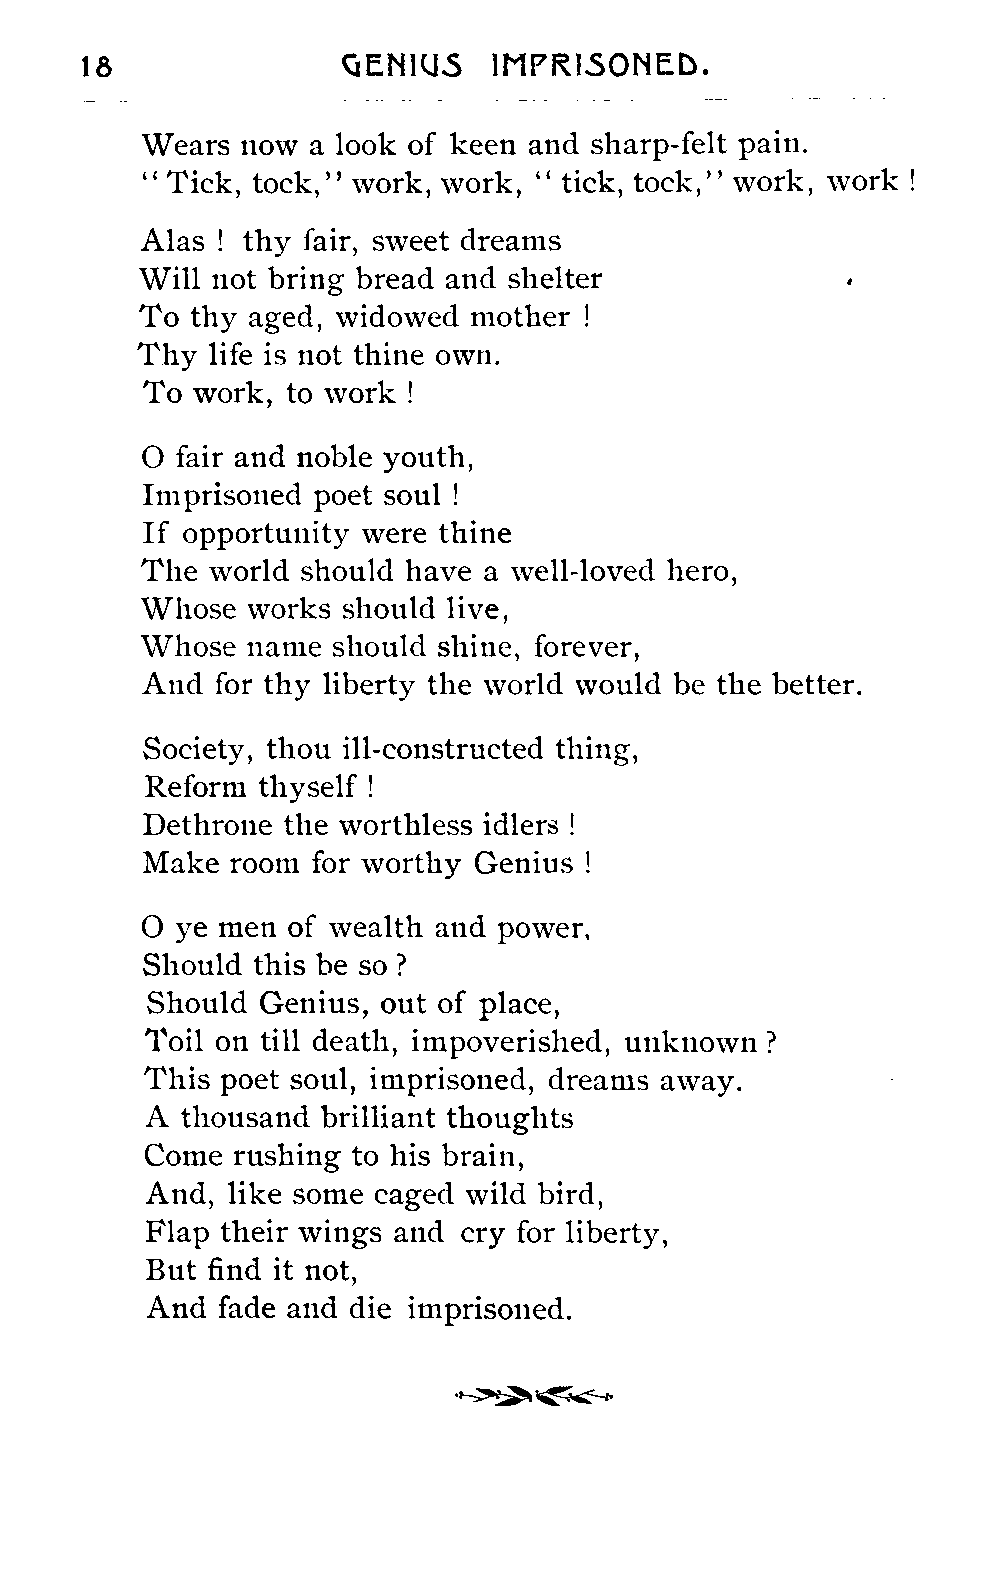 18 GENIUS IMPRISONED.
Wears now a look of keen and sharp-felt pain.
“ Tick, tock,” work, work, “ tick, tock,” work, work !
Alas ! thy fair, sweet dreams
Will not bring bread and shelter
To thy aged, widowed mother !
Thy life is not thine own.
To work, to work !
O fair and noble youth,
Imprisoned poet soul !
If opportunity were thine
The world should have a well-loved hero,
Whose works should live,
Whose name should shine, forever,
And for thy liberty the world would be the better.
Society, thou ill-constructed thing,
Reform thyself !
Dethrone the worthless idlers !
Make room for worthy Genius !
O ye men of wealth and power,
Should this be so ?
Should Genius, out of place,
Toil on till death, impoverished, unknown ?
This poet soul, imprisoned, dreams away.
A thousand brilliant thoughts
Come rushing to his brain,
And, like some caged wild bird,
Flap their wings and cry for liberty,
But find it not,
And fade and die imprisoned.